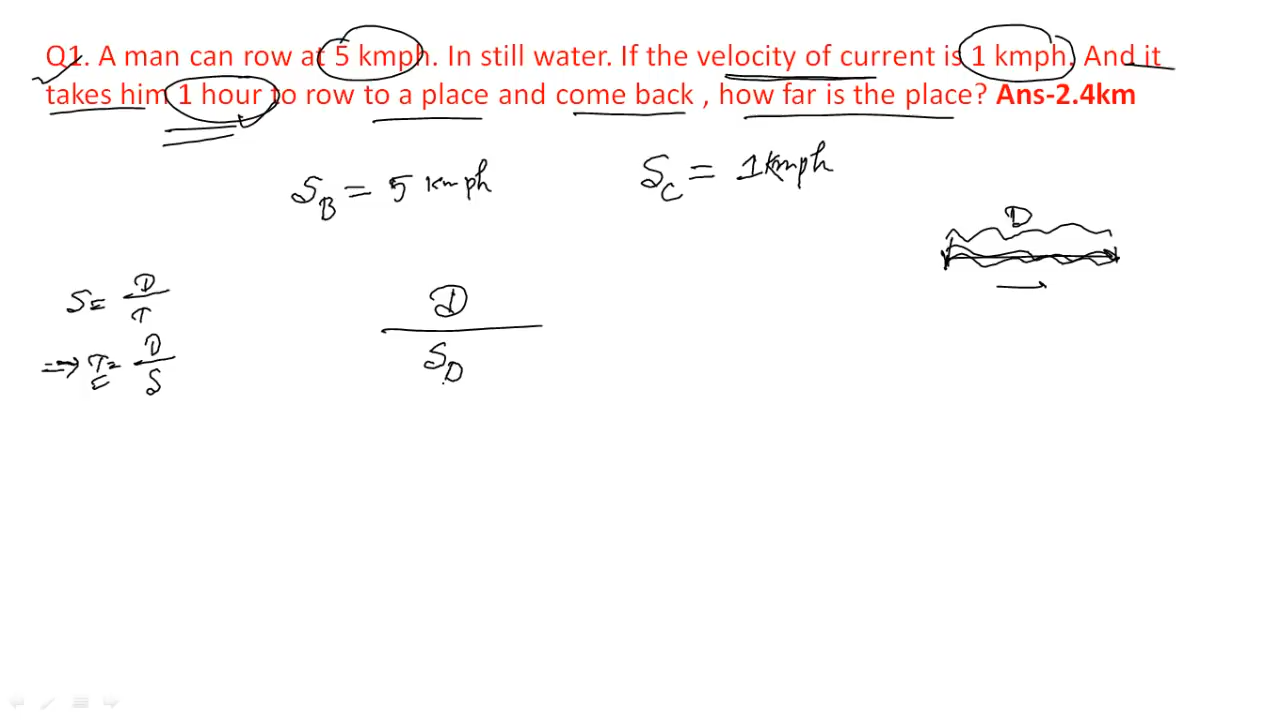 Q1. A man can row at 5 kmph. In still water. If the velocity of current is 1 kmph. And it
takes him 1 hour to row to a place and come back , how far is the place? Ans-2.4km
S_B = 5 kmph
S_C = 1 kmph
D
S = D/T
⇒ T = D/S
D/S_D